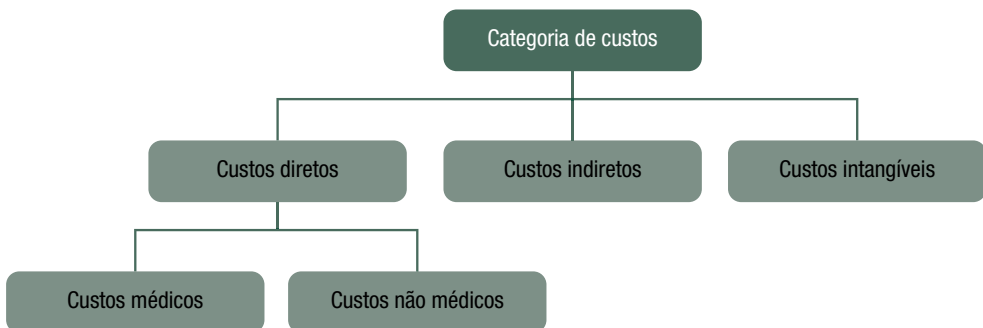 Categoria de custos
Custos diretos
Custos indiretos
Custos intangíveis
Custos médicos
Custos não médicos